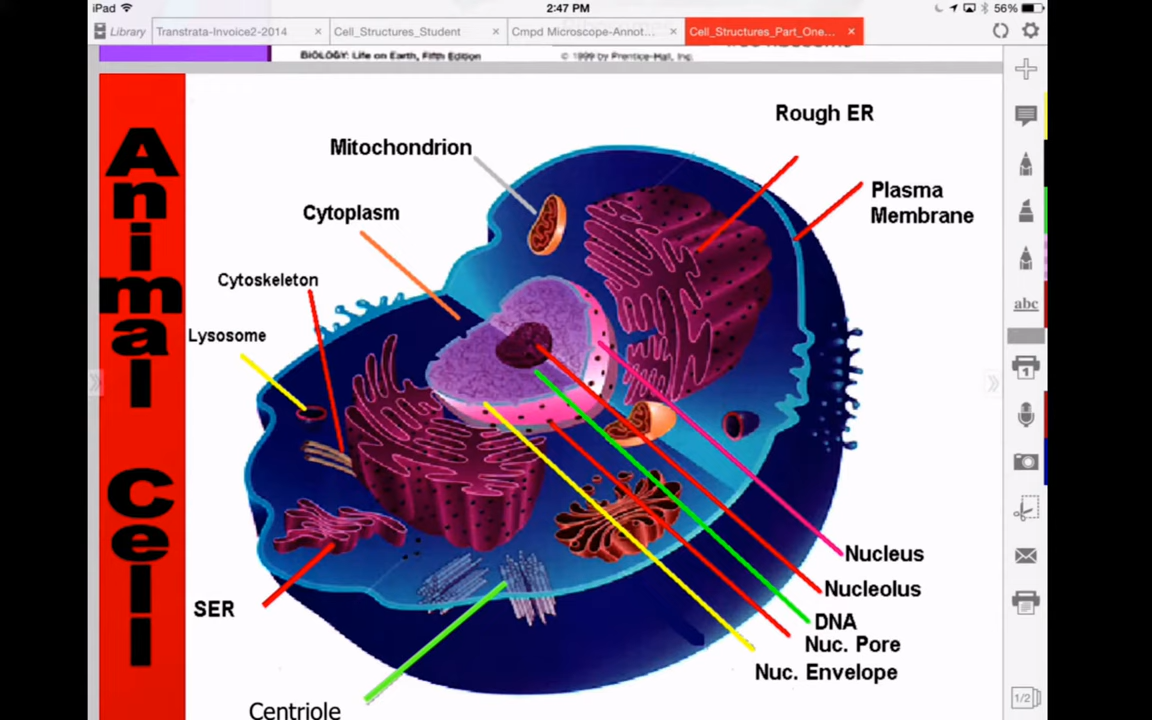 iPad
2:47 PM
56%
Library
Transtrata-Invoice2-2014
Cell_Structures_Student
Cmpd Microscope-Annot...
Cell_Structures_Part_One...
BIOLOGY: Life on Earth, Fifth Edition
© 1999 by Prentice-Hall, Inc.
Animal Cell
Rough ER
Mitochondrion
Plasma
Membrane
Cytoplasm
Cytoskeleton
Lysosome
abc
1
Nucleus
Nucleolus
SER
DNA
Nuc. Pore
Nuc. Envelope
Centriole
1/2